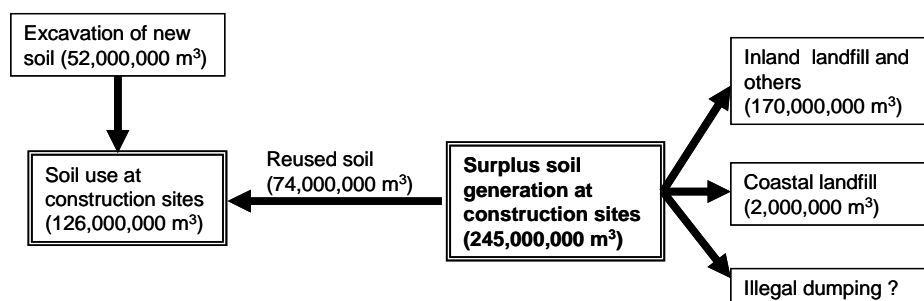 Excavation of new
soil (52,000,000 m³)
Soil use at
construction sites
(126,000,000 m³)
Reused soil
(74,000,000 m³)
Surplus soil
generation at
construction sites
(245,000,000 m³)
Inland landfill and
others
(170,000,000 m³)
Coastal landfill
(2,000,000 m³)
Illegal dumping ?